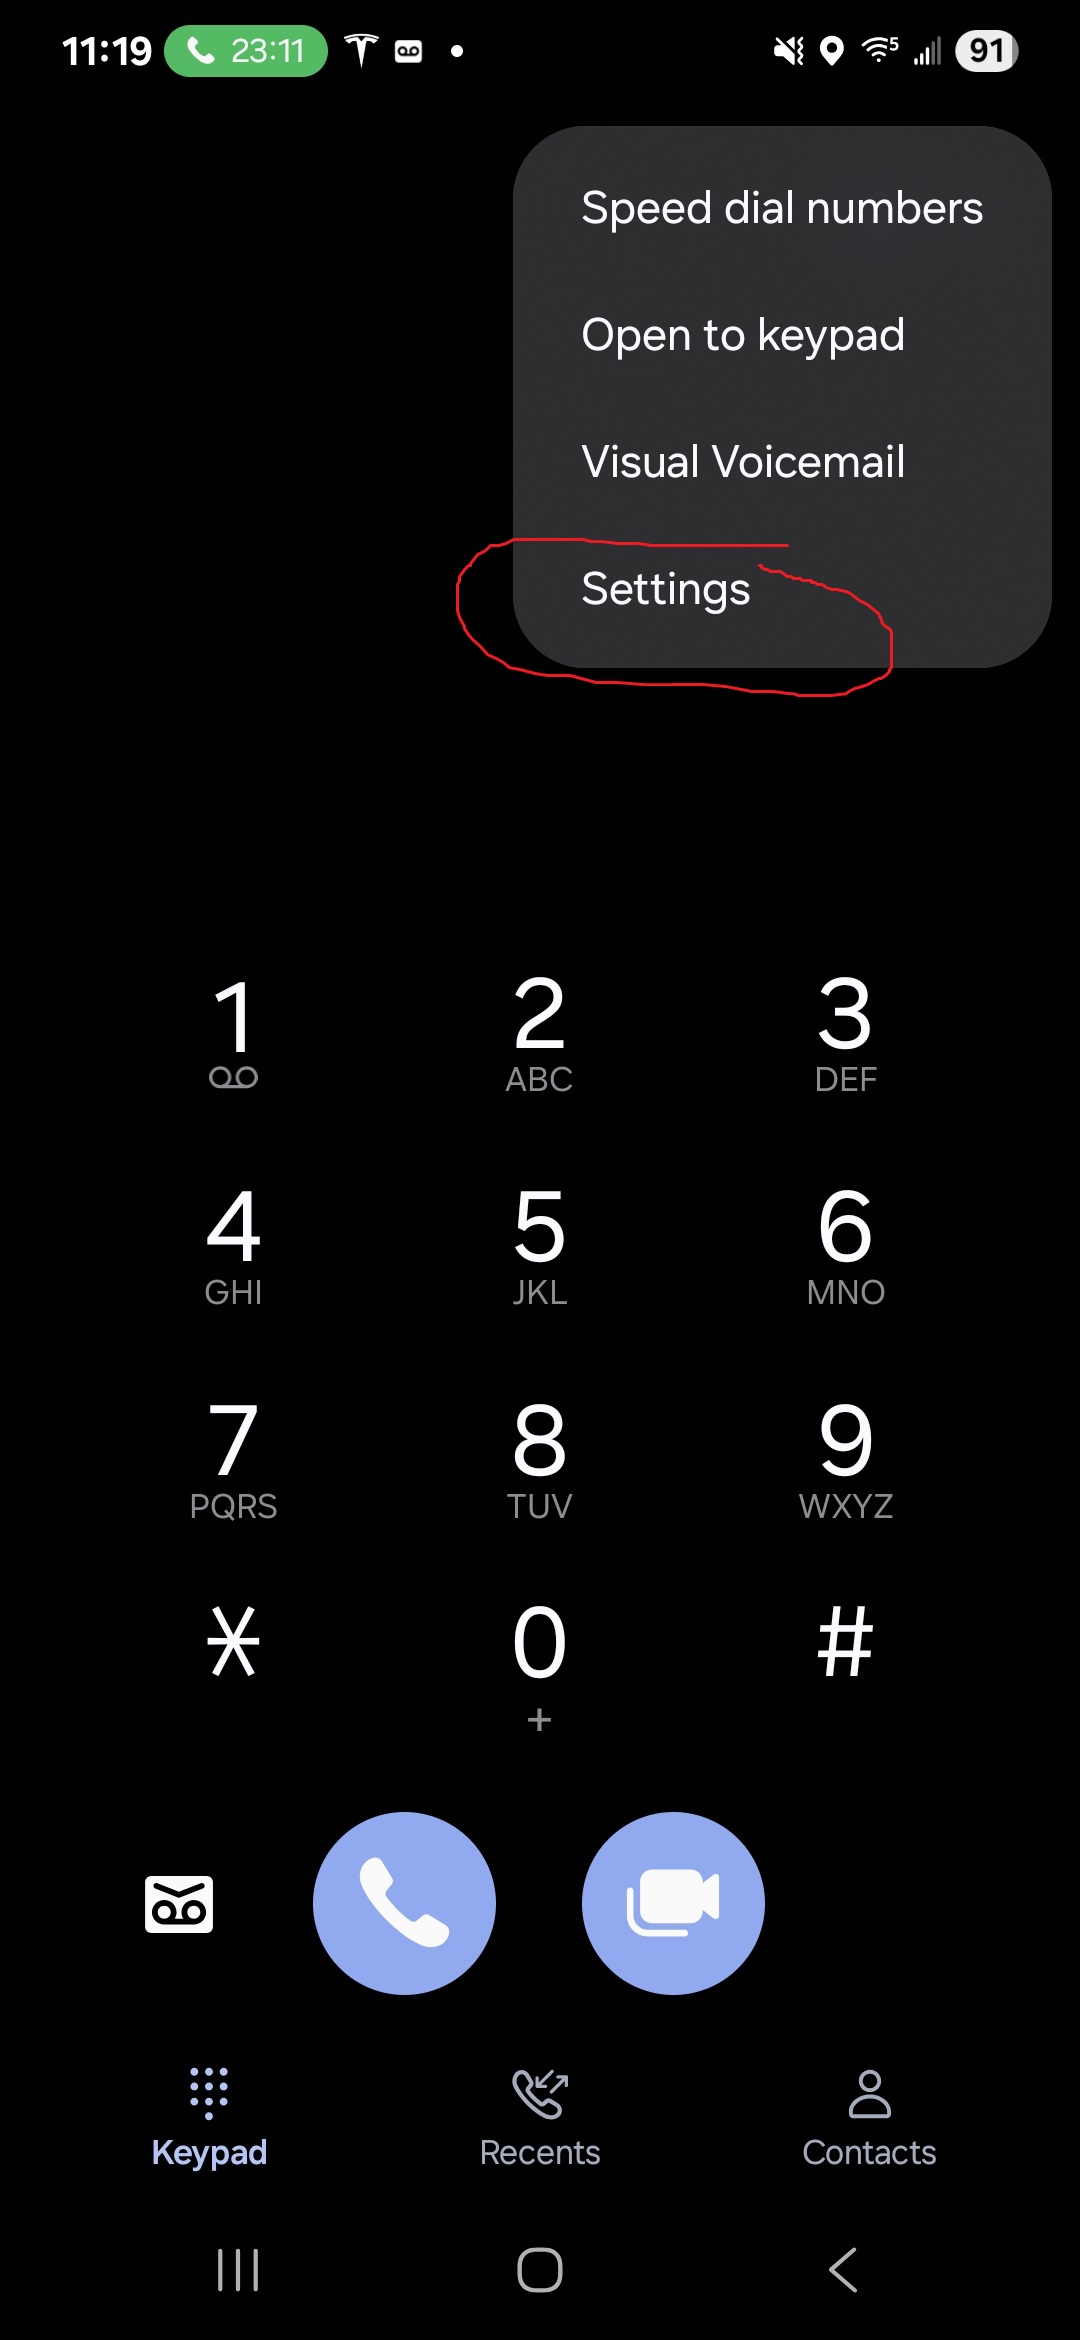 11:19 23:11 5 91
Speed dial numbers
Open to keypad
Visual Voicemail
Settings
1 2 3
ABC DEF
4 5 6
GHI JKL MNO
7 8 9
PQRS TUV WXYZ
* 0 #
+
Keypad Recents Contacts